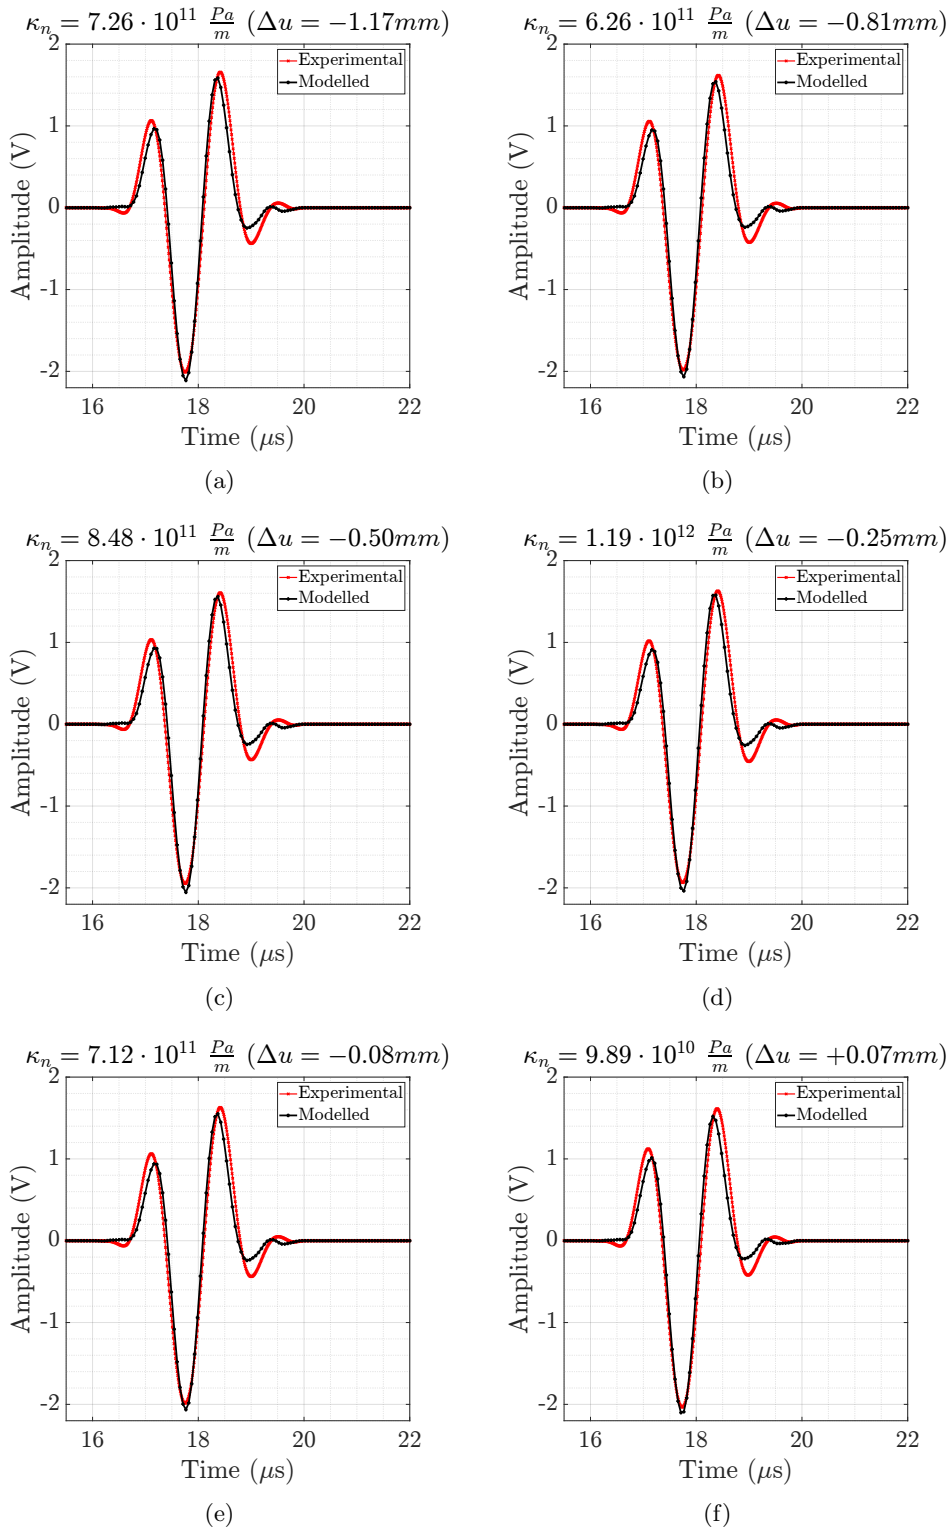 κn = 7.26 · 10^11 Pa/m (Δu = −1.17mm)
2
1
0
-1
-2
Amplitude (V)
Experimental
Modelled
16 18 20 22
Time (μs)
(a)
κn = 6.26 · 10^11 Pa/m (Δu = −0.81mm)
2
1
0
-1
-2
Amplitude (V)
Experimental
Modelled
16 18 20 22
Time (μs)
(b)
κn = 8.48 · 10^11 Pa/m (Δu = −0.50mm)
2
1
0
-1
-2
Amplitude (V)
Experimental
Modelled
16 18 20 22
Time (μs)
(c)
κn = 1.19 · 10^12 Pa/m (Δu = −0.25mm)
2
1
0
-1
-2
Amplitude (V)
Experimental
Modelled
16 18 20 22
Time (μs)
(d)
κn = 7.12 · 10^11 Pa/m (Δu = −0.08mm)
2
1
0
-1
-2
Amplitude (V)
Experimental
Modelled
16 18 20 22
Time (μs)
(e)
κn = 9.89 · 10^10 Pa/m (Δu = +0.07mm)
2
1
0
-1
-2
Amplitude (V)
Experimental
Modelled
16 18 20 22
Time (μs)
(f)